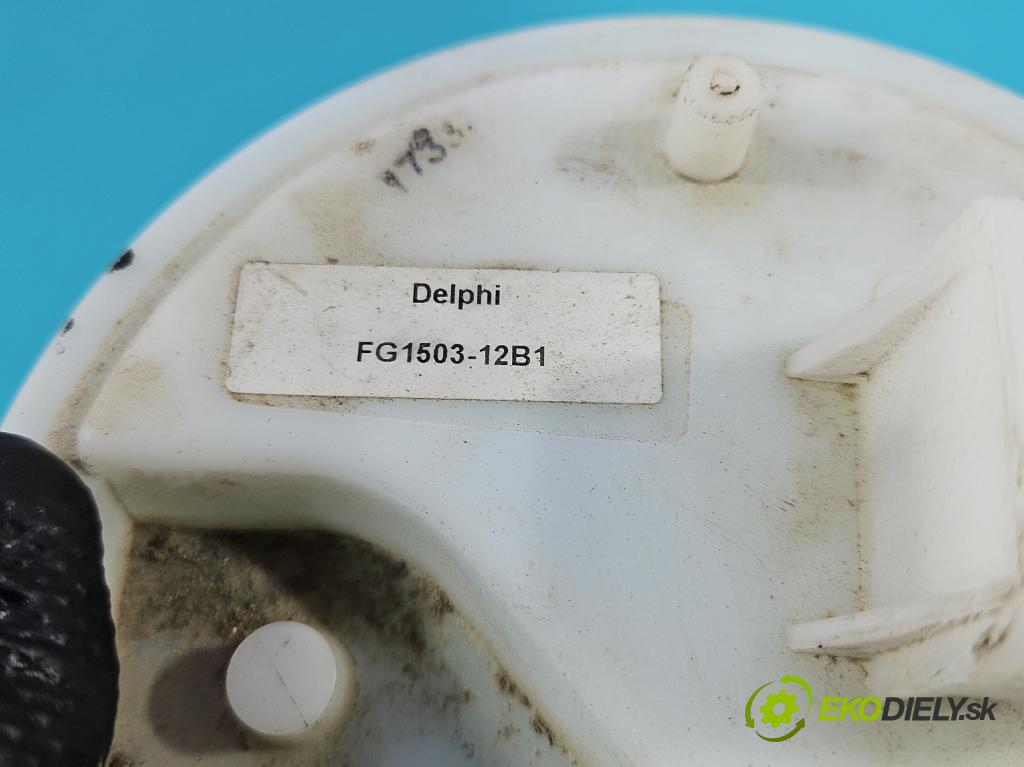 1733.
Delphi
FG1503-12B1
EKODIELY.sk